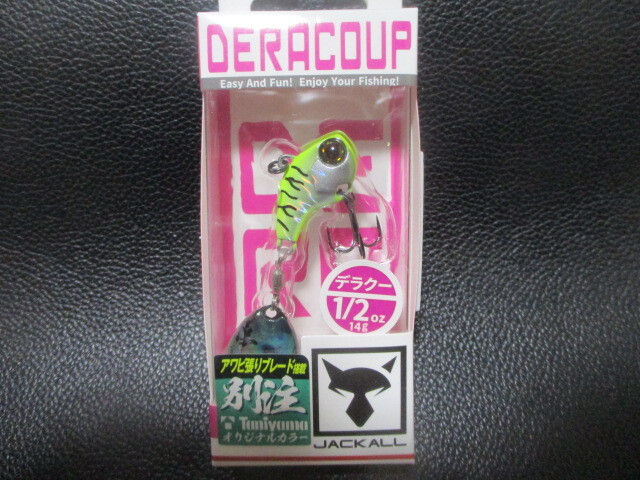 DERACOUP
Easy And Fun! Enjoy Your Fishing!
デラクー
1/2oz
14g
アワビ張りブレード搭載
別注
Taniyama
オリジナルカラー
JACKALL